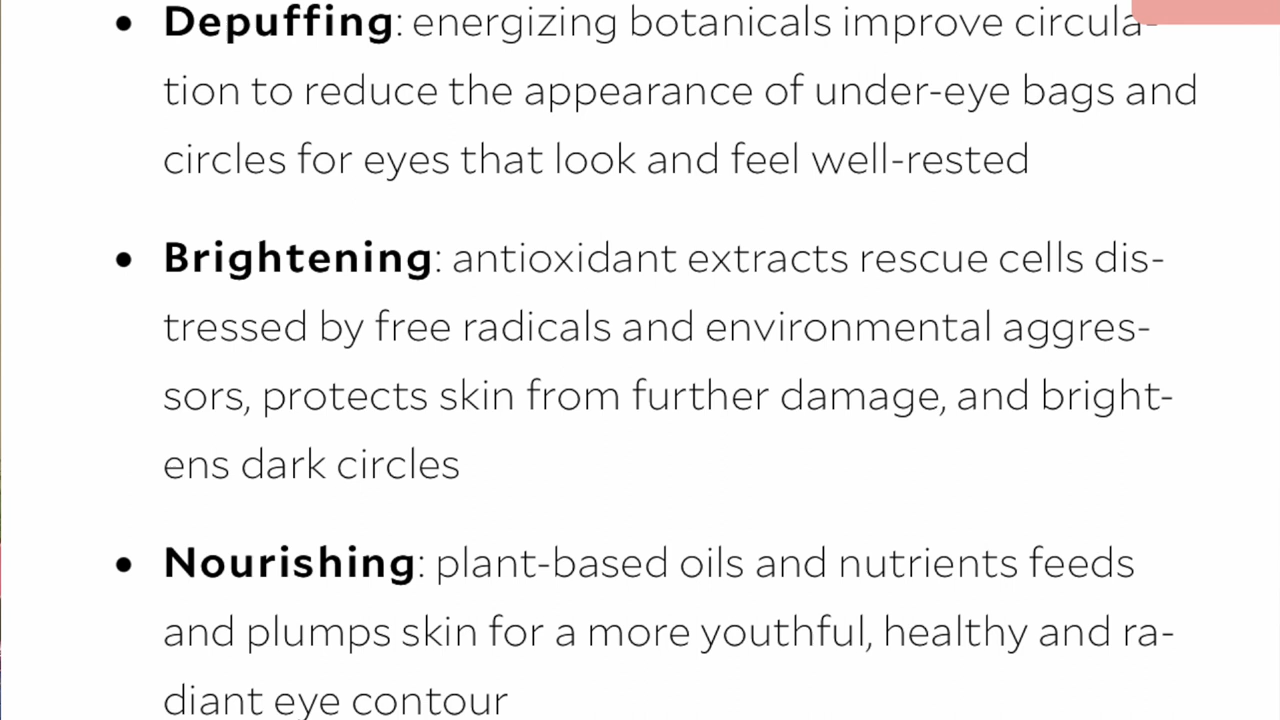 • Depuffing: energizing botanicals improve circula-
tion to reduce the appearance of under-eye bags and
circles for eyes that look and feel well-rested
• Brightening: antioxidant extracts rescue cells dis-
tressed by free radicals and environmental aggres-
sors, protects skin from further damage, and bright-
ens dark circles
• Nourishing: plant-based oils and nutrients feeds
and plumps skin for a more youthful, healthy and ra-
diant eye contour